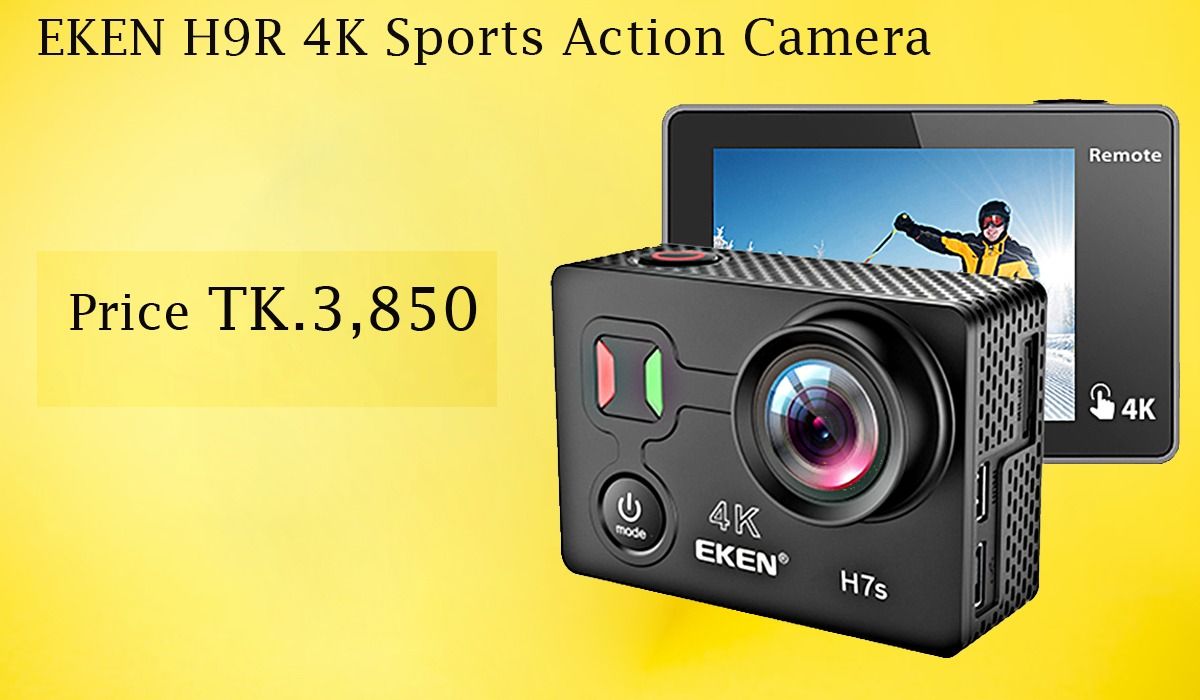 EKEN H9R 4K Sports Action Camera
Remote
Price TK.3,850
4K
mode
4K
EKEN®
H7s